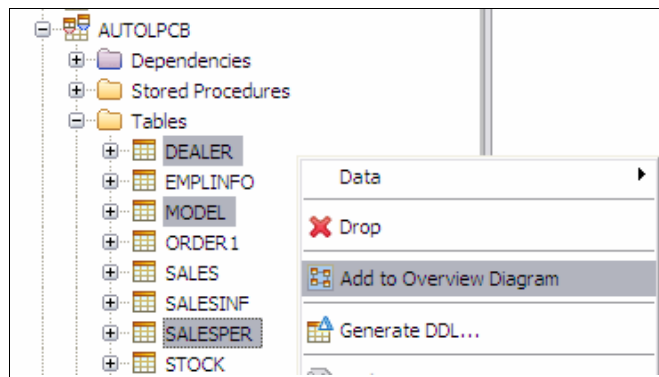 AUTOLPCB
Dependencies
Stored Procedures
Tables
DEALER
EMPLINFO
MODEL
ORDER1
SALES
SALESINF
SALESPER
STOCK
Data
Drop
Add to Overview Diagram
Generate DDL...